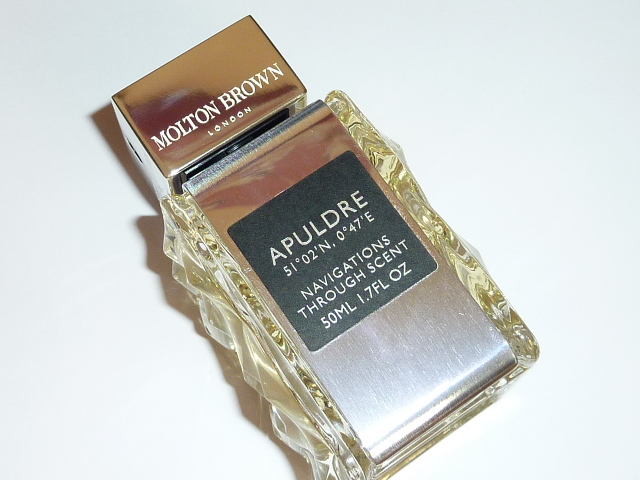 MOLTON BROWN
LONDON
APULDRE
51°02'N, 0°47'E
NAVIGATIONS
THROUGH SCENT
50ML 1.7FL OZ